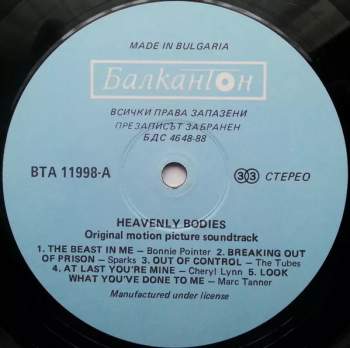 MADE IN BULGARIA
Балкантон
ВСИЧКИ ПРАВА ЗАПАЗЕНИ
ПРЕЗАПИСЪТ ЗАБРАНЕН
БДС 4648-88
ВТА 11998-А
33 СТЕРЕО
HEAVENLY BODIES
Original motion picture soundtrack
1. THE BEAST IN ME — Bonnie Pointer 2. BREAKING OUT
OF PRISON — Sparks 3. OUT OF CONTROL — The Tubes
4. AT LAST YOU'RE MINE — Cheryl Lynn 5. LOOK
WHAT YOU'VE DONE TO ME — Marc Tanner
Manufactured under license